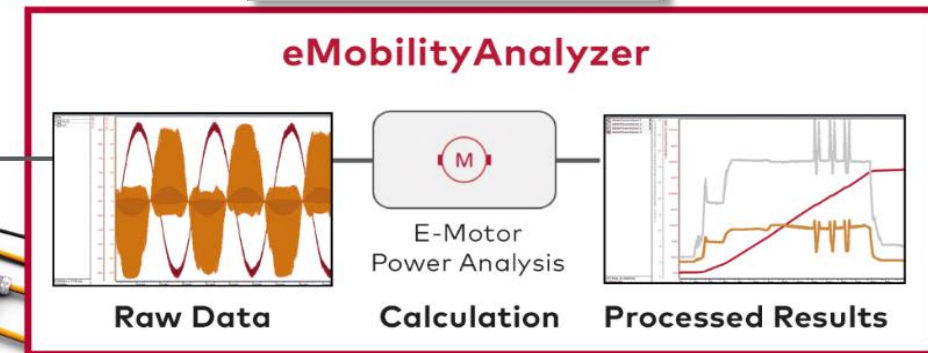 eMobilityAnalyzer
M
E-Motor
Power Analysis
Raw Data
Calculation
Processed Results